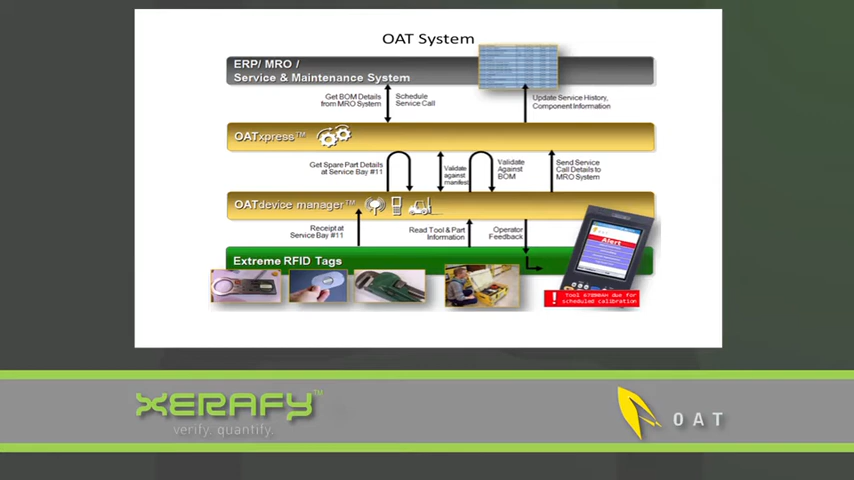 OAT System
ERP/ MRO /
Service & Maintenance System
Get BOM Details
from MRO System
Schedule
Service Call
Update Service History,
Component Information
OATxpress™
Get Spare Part Details
at Service Bay #11
Validate
against
manifest
Validate
Against
BOM
Send Service
Call Details to
MRO System
OATdevice manager™
Receipt at
Service Bay #11
Read Tool & Part
Information
Operator
Feedback
Extreme RFID Tags
Alert
! Tool 67890AH due for
scheduled calibration
XERAFY™
verify. quantify.
OAT